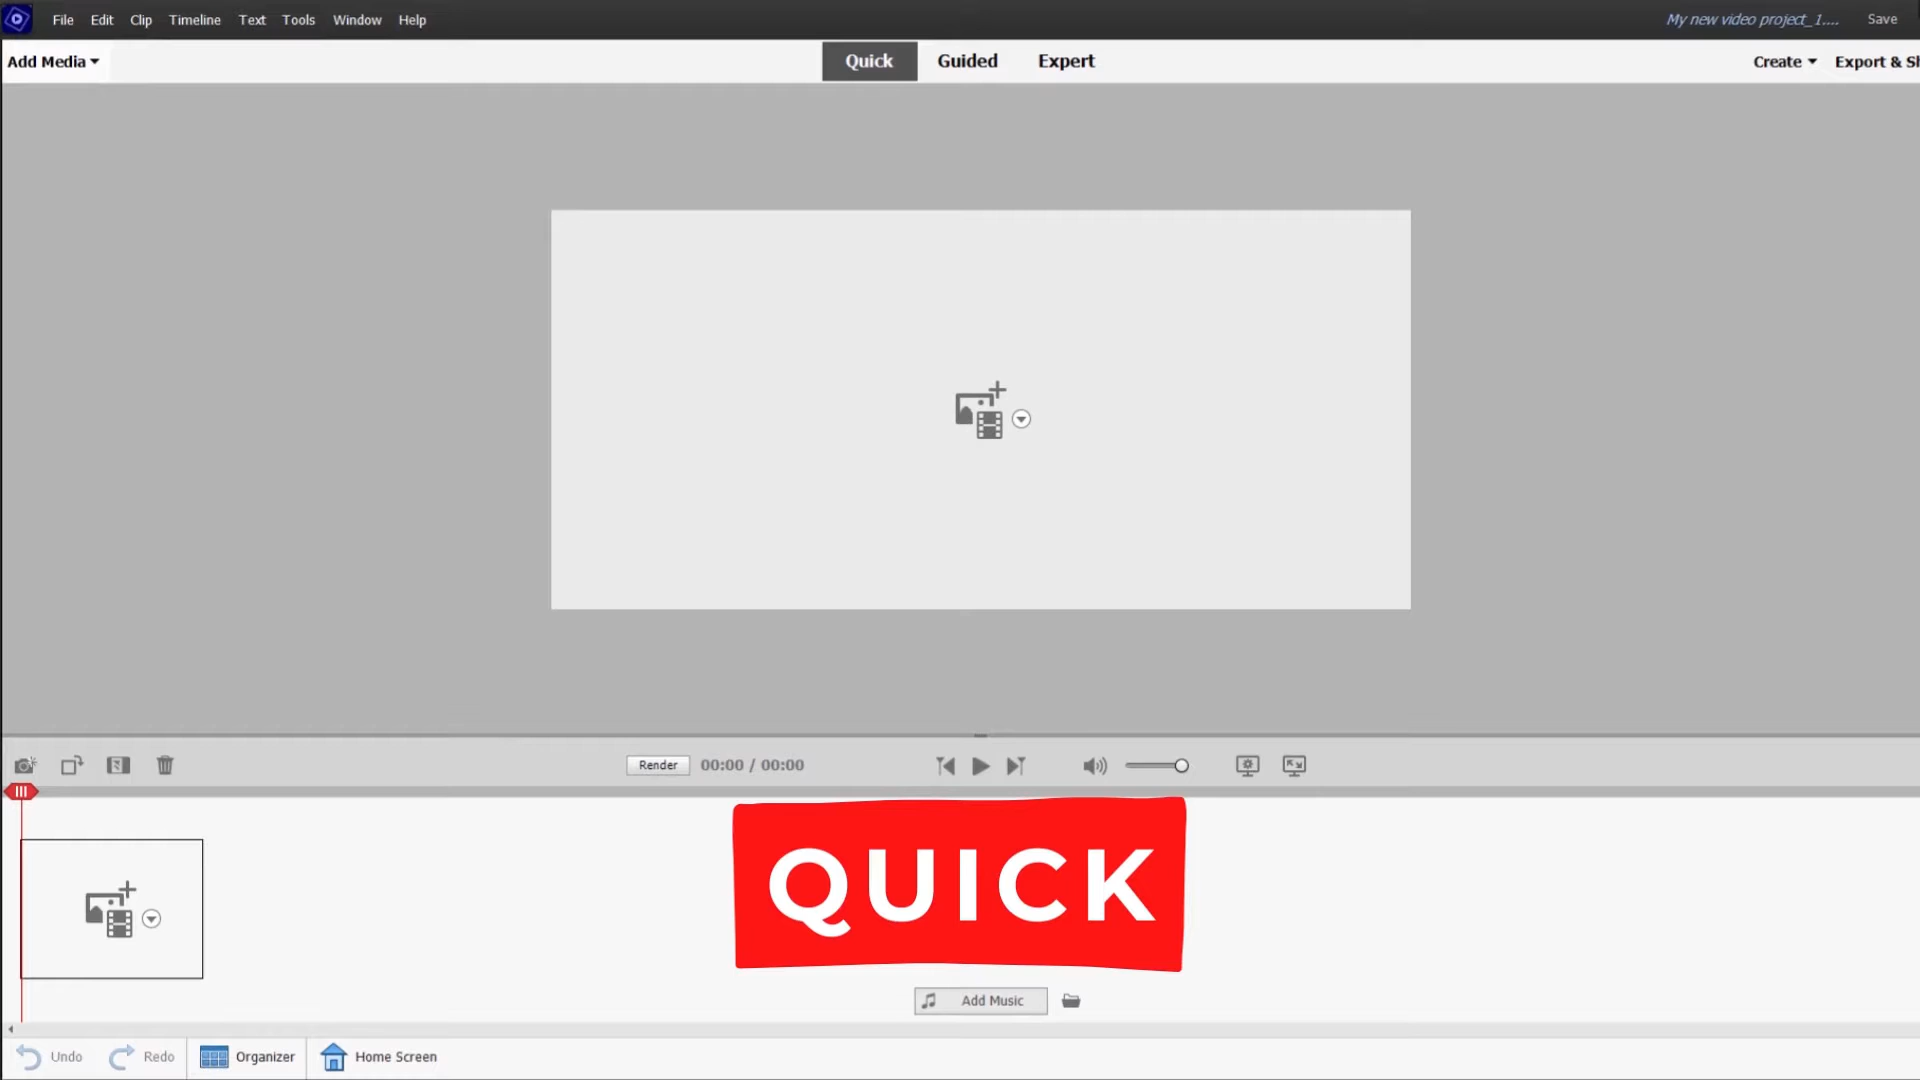 File Edit Clip Timeline Text Tools Window Help
My new video project_1.... Save
Add Media
Quick Guided Expert
Create Export & Sh
Render 00:00 / 00:00
QUICK
Add Music
Undo Redo Organizer Home Screen